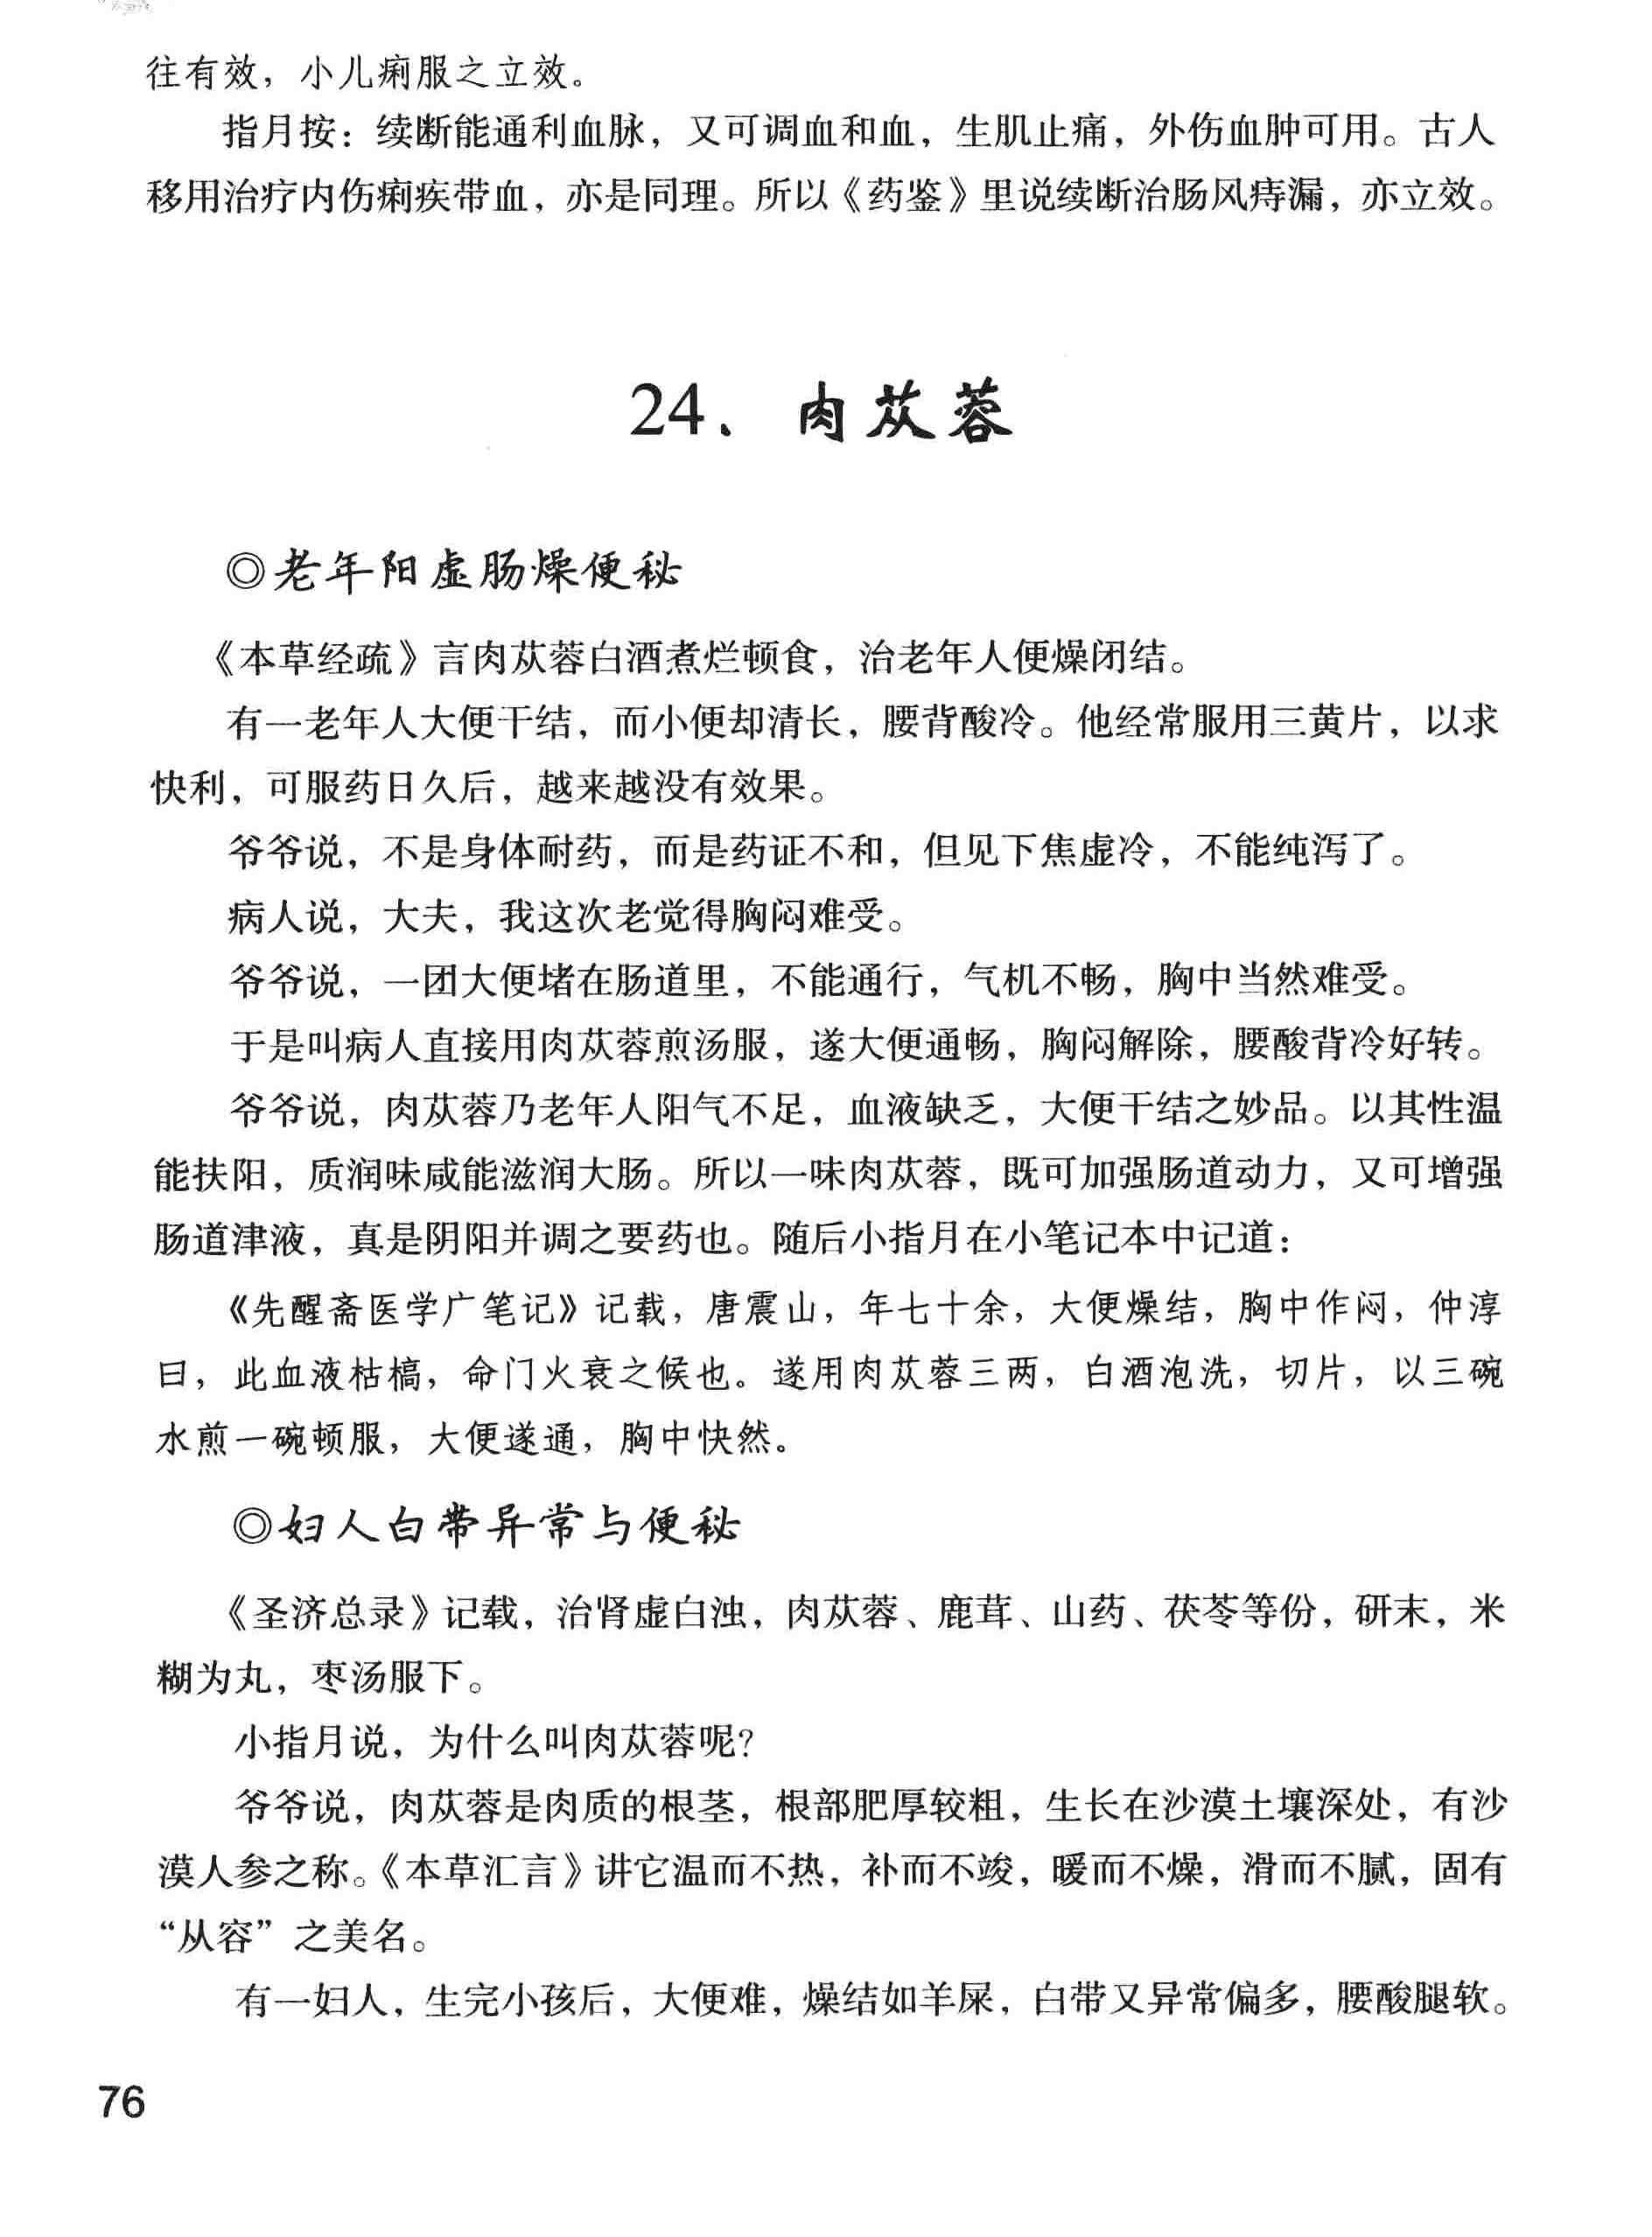 往有效，小儿痢服之立效。
指月按：续断能通利血脉，又可调血和血，生肌止痛，外伤血肿可用。古人
移用治疗内伤痢疾带血，亦是同理。所以《药鉴》里说续断治肠风痔漏，亦立效。
24、肉苁蓉
◎老年阳虚肠燥便秘
《本草经疏》言肉苁蓉白酒煮烂顿食，治老年人便燥闭结。
有一老年人大便干结，而小便却清长，腰背酸冷。他经常服用三黄片，以求
快利，可服药日久后，越来越没有效果。
爷爷说，不是身体耐药，而是药证不和，但见下焦虚冷，不能纯泻了。
病人说，大夫，我这次老觉得胸闷难受。
爷爷说，一团大便堵在肠道里，不能通行，气机不畅，胸中当然难受。
于是叫病人直接用肉苁蓉煎汤服，遂大便通畅，胸闷解除，腰酸背冷好转。
爷爷说，肉苁蓉乃老年人阳气不足，血液缺乏，大便干结之妙品。以其性温
能扶阳，质润味咸能滋润大肠。所以一味肉苁蓉，既可加强肠道动力，又可增强
肠道津液，真是阴阳并调之要药也。随后小指月在小笔记本中记道：
《先醒斋医学广笔记》记载，唐震山，年七十余，大便燥结，胸中作闷，仲淳
曰，此血液枯槁，命门火衰之候也。遂用肉苁蓉三两，白酒泡洗，切片，以三碗
水煎一碗顿服，大便遂通，胸中快然。
◎妇人白带异常与便秘
《圣济总录》记载，治肾虚白浊，肉苁蓉、鹿茸、山药、茯苓等份，研末，米
糊为丸，枣汤服下。
小指月说，为什么叫肉苁蓉呢？
爷爷说，肉苁蓉是肉质的根茎，根部肥厚较粗，生长在沙漠土壤深处，有沙
漠人参之称。《本草汇言》讲它温而不热，补而不竣，暖而不燥，滑而不腻，固有
“从容”之美名。
有一妇人，生完小孩后，大便难，燥结如羊屎，白带又异常偏多，腰酸腿软。
76